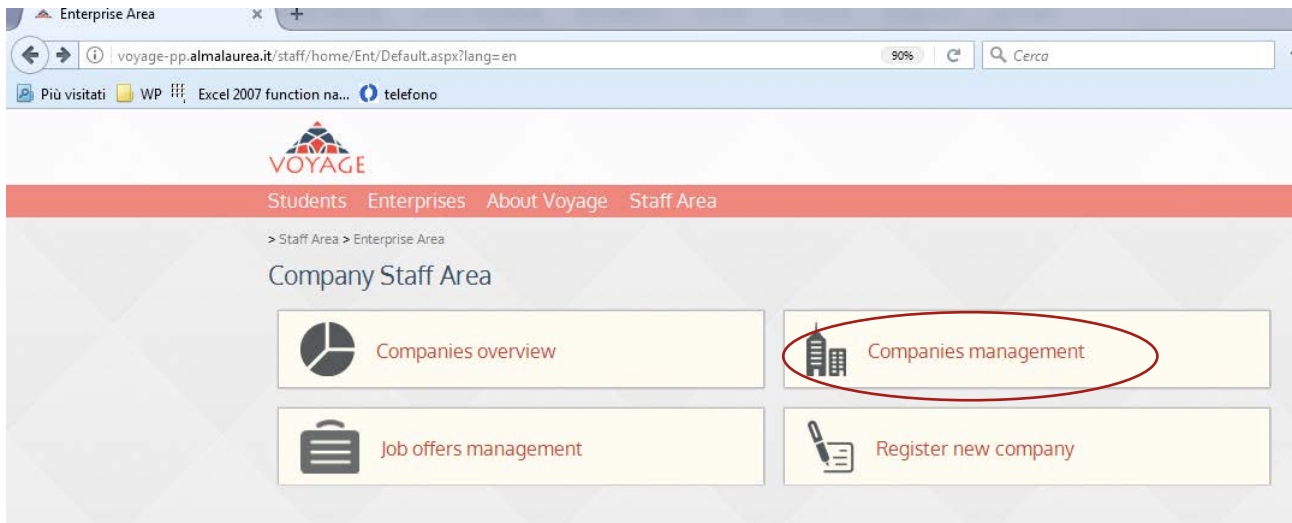 Enterprise Area
voyage-pp.almalaurea.it/staff/home/Ent/Default.aspx?lang=en 90% Cerca
Più visitati WP Excel 2007 function na... telefono
VOYAGE
Students Enterprises About Voyage Staff Area
> Staff Area > Enterprise Area
Company Staff Area
Companies overview Companies management
Job offers management Register new company